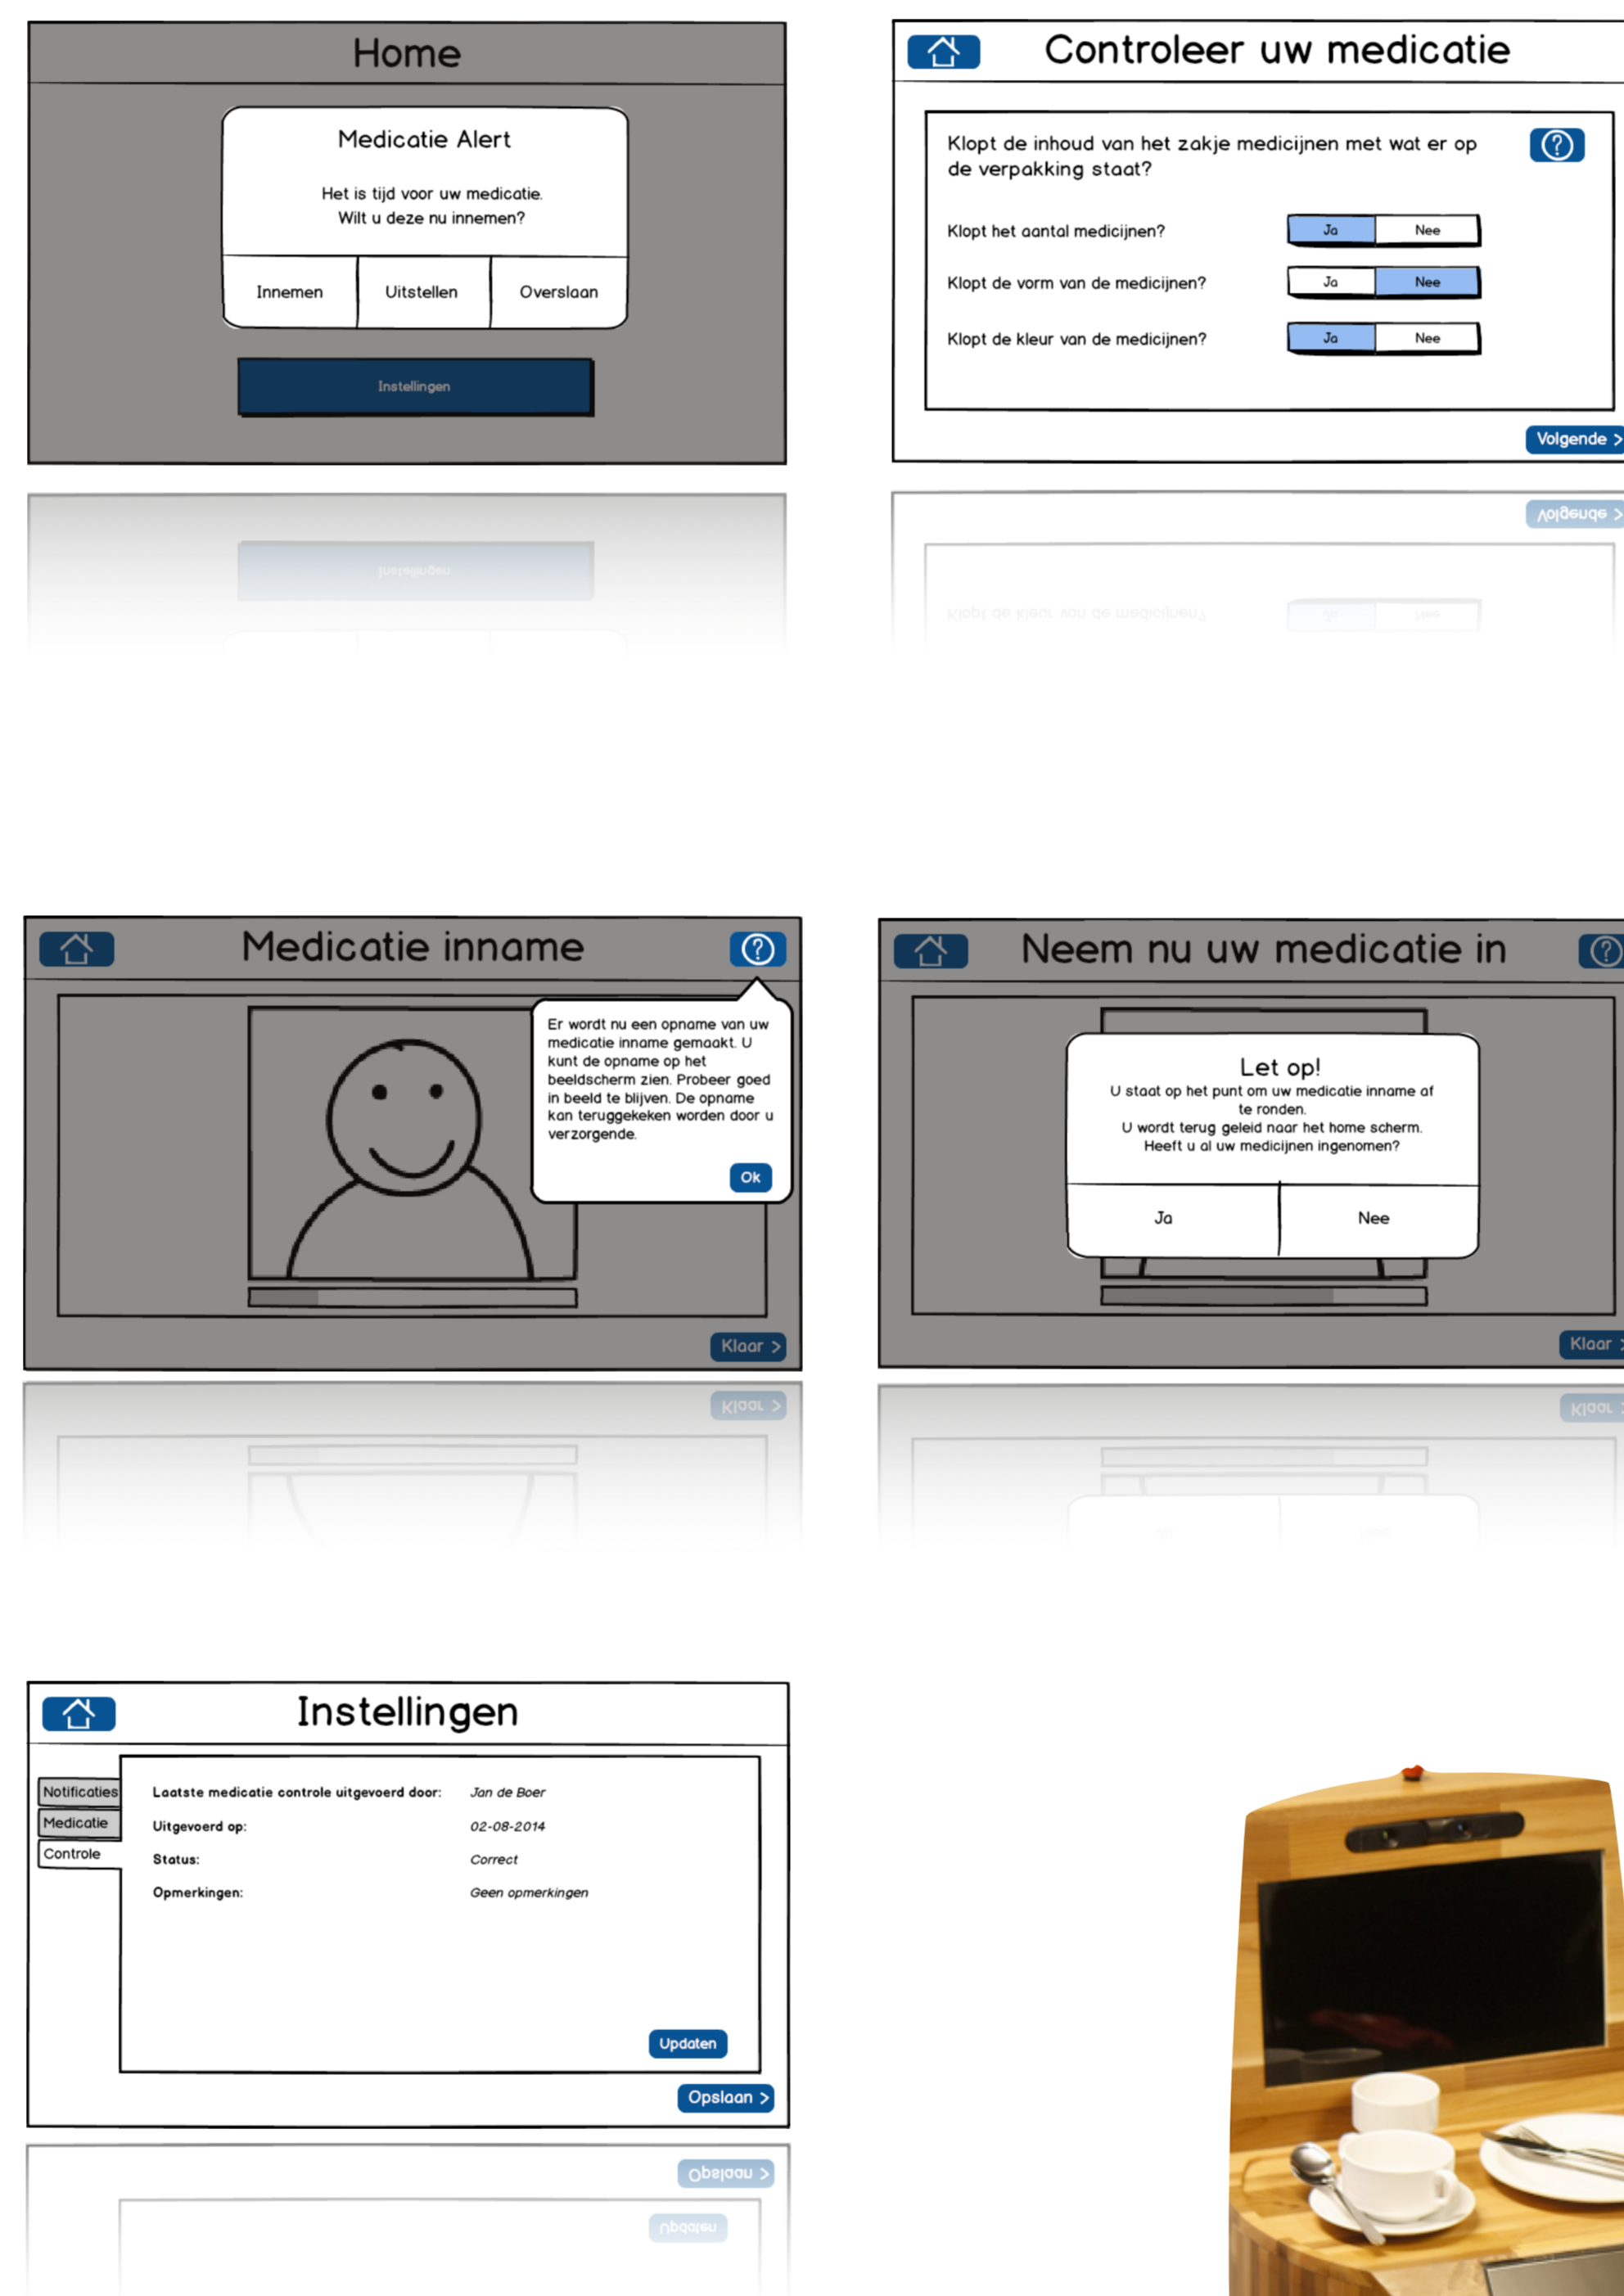 Home
Medicatie Alert
Het is tijd voor uw medicatie.
Wilt u deze nu innemen?
Innemen
Uitstellen
Overslaan
Instellingen
Controleer uw medicatie
Klopt de inhoud van het zakje medicijnen met wat er op
de verpakking staat?
?
Klopt het aantal medicijnen?
Ja
Nee
Klopt de vorm van de medicijnen?
Ja
Nee
Klopt de kleur van de medicijnen?
Ja
Nee
Volgende >
Medicatie inname
?
Er wordt nu een opname van uw
medicatie inname gemaakt. U
kunt de opname op het
beeldscherm zien. Probeer goed
in beeld te blijven. De opname
kan teruggekeken worden door u
verzorgende.
Ok
Klaar >
Neem nu uw medicatie in
?
Let op!
U staat op het punt om uw medicatie inname af
te ronden.
U wordt terug geleid naar het home scherm.
Heeft u al uw medicijnen ingenomen?
Ja
Nee
Klaar >
Instellingen
Notificaties
Medicatie
Controle
Laatste medicatie controle uitgevoerd door: Jan de Boer
Uitgevoerd op: 02-08-2014
Status: Correct
Opmerkingen: Geen opmerkingen
Updaten
Opslaan >